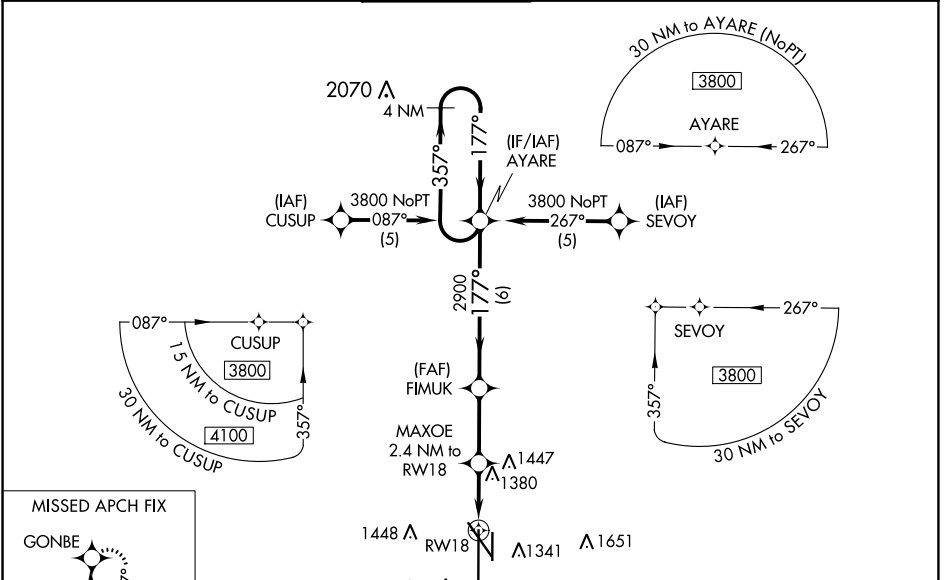 30 NM to AYARE (NoPT)
3800
AYARE
087°
267°
2070
4 NM
177°
357°
(IF/IAF)
AYARE
(IAF)
CUSUP
3800 NoPT
087°
(5)
3800 NoPT
267°
(5)
(IAF)
SEVOY
2900
177°
(6)
087°
CUSUP
3800
15 NM to CUSUP
4100
30 NM to CUSUP
357°
267°
SEVOY
3800
357°
30 NM to SEVOY
(FAF)
FIMUK
MAXOE
2.4 NM to
RW18
1447
1380
1448
RW18
1341
1651
MISSED APCH FIX
GONBE